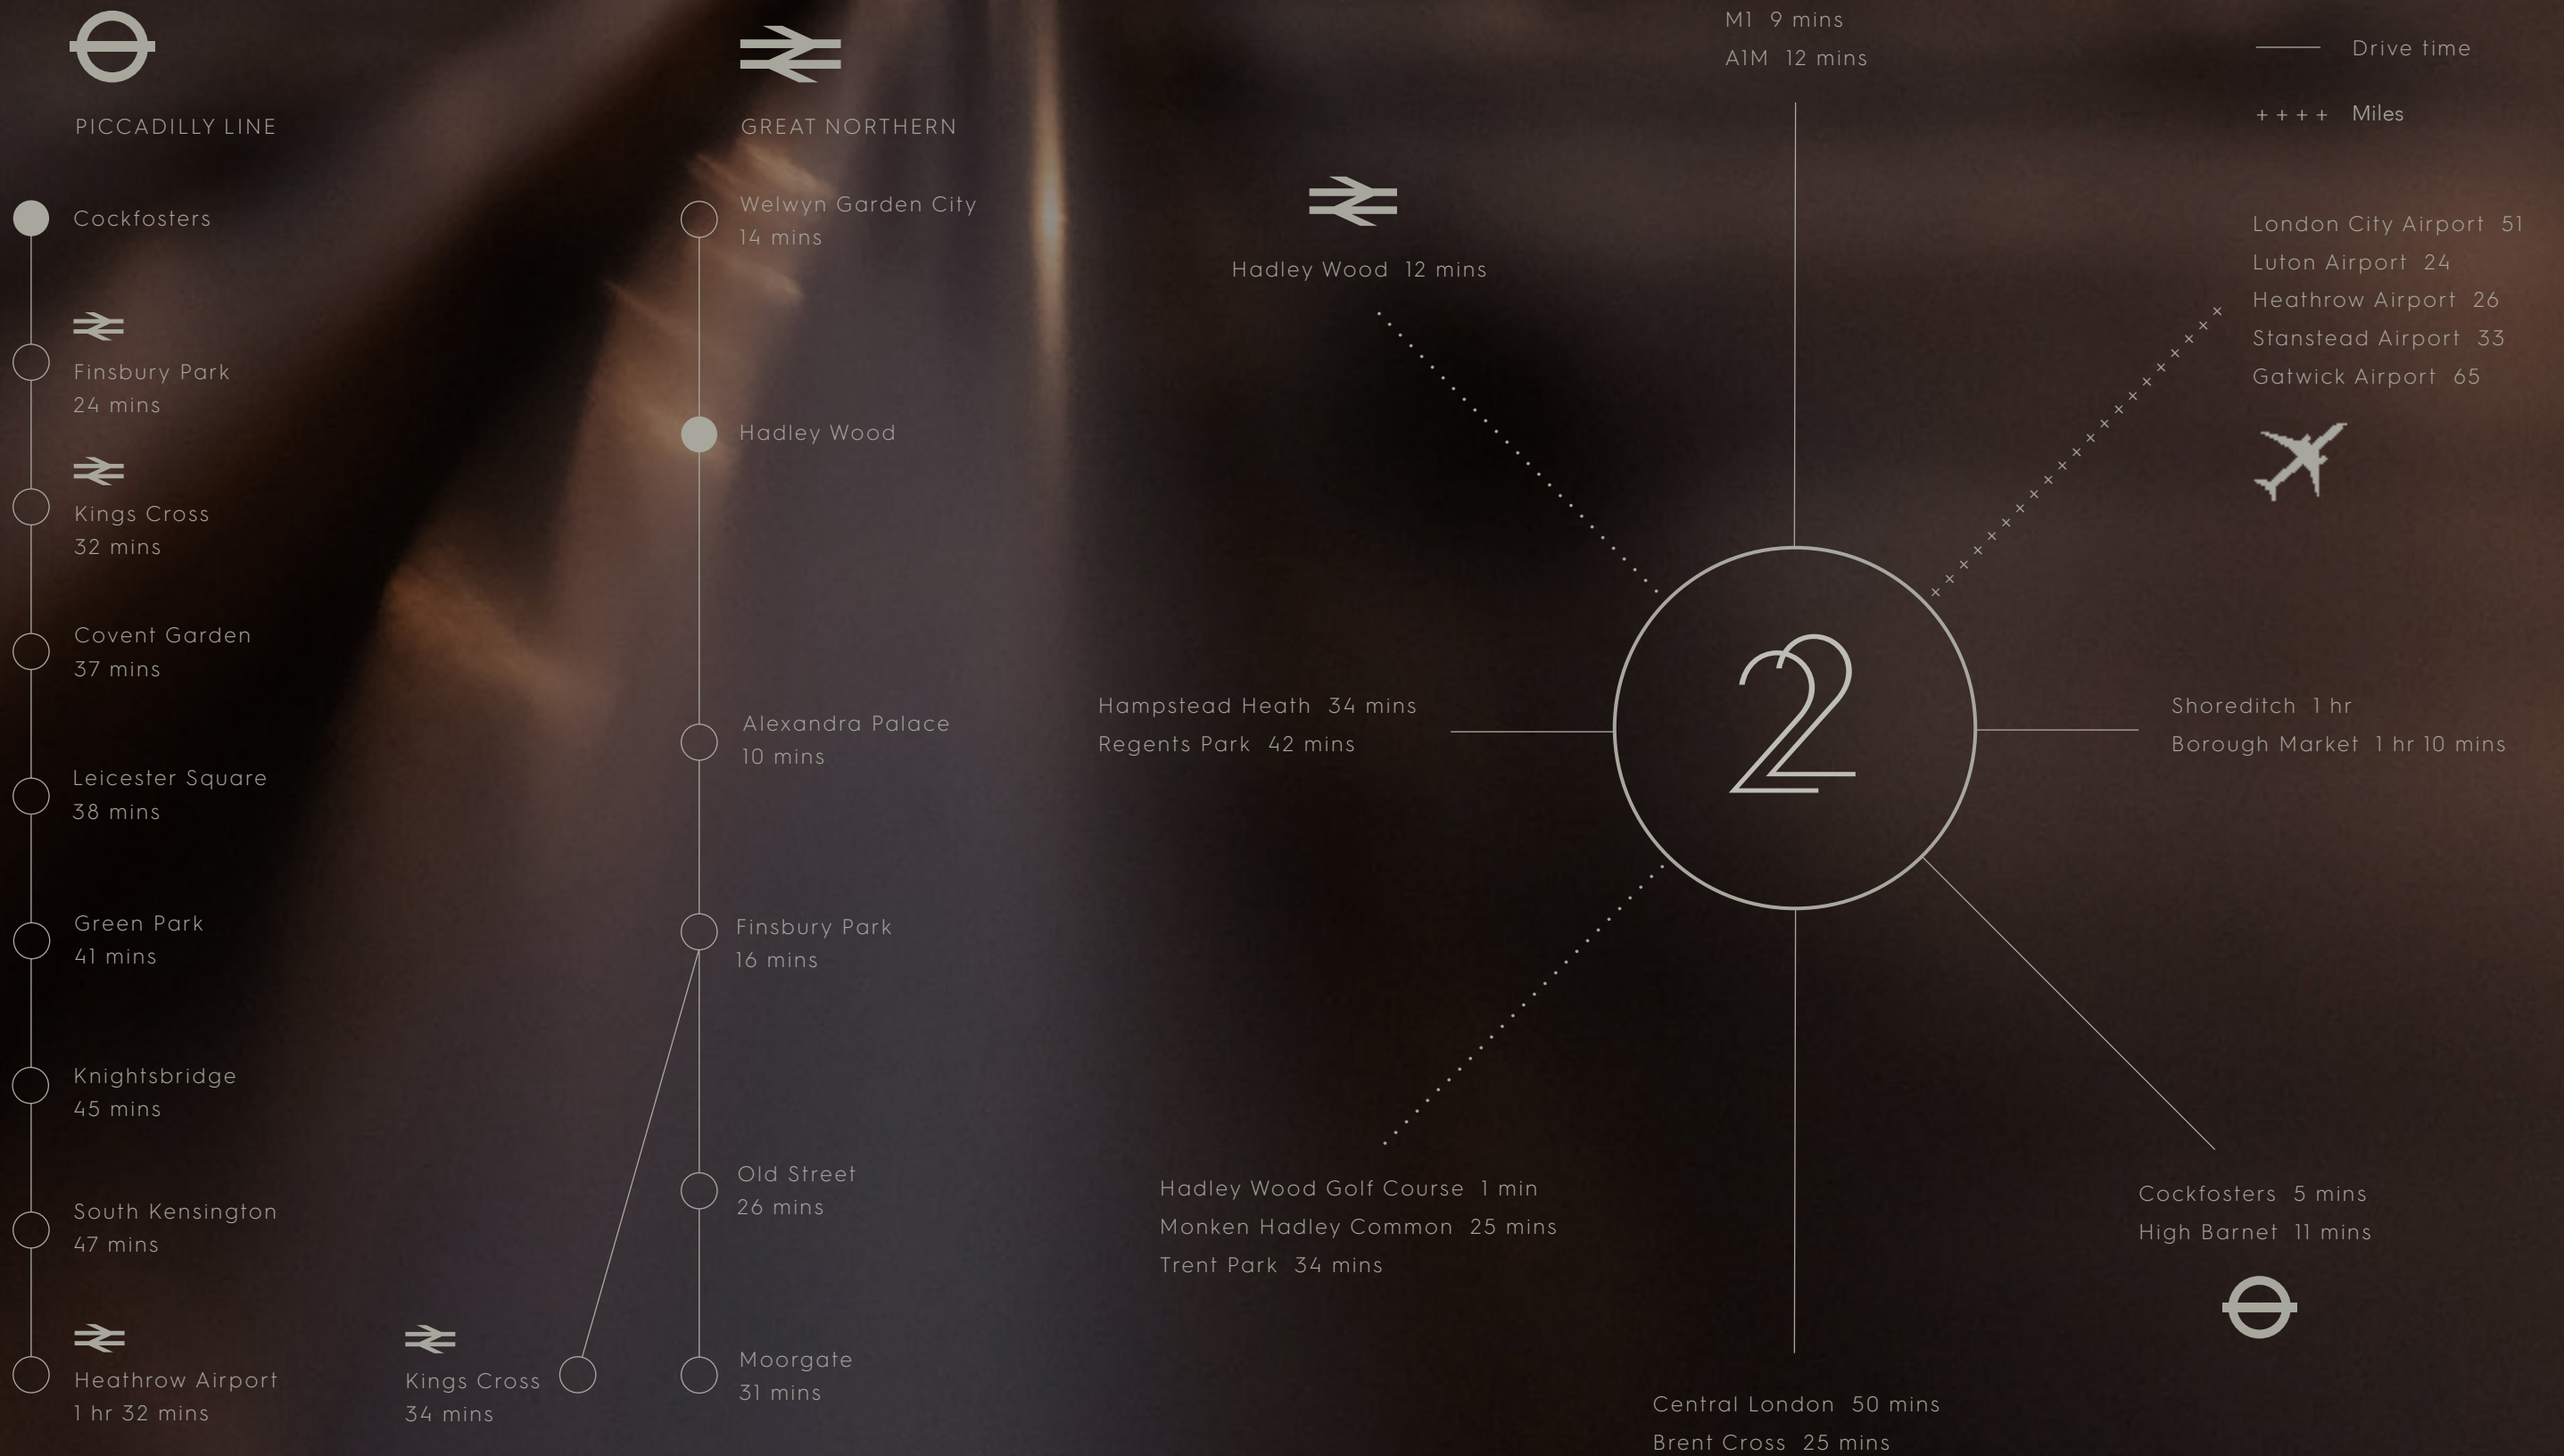 PICCADILLY LINE
Cockfosters
Finsbury Park
24 mins
Kings Cross
32 mins
Covent Garden
37 mins
Leicester Square
38 mins
Green Park
41 mins
Knightsbridge
45 mins
South Kensington
47 mins
Heathrow Airport
1 hr 32 mins
GREAT NORTHERN
Welwyn Garden City
14 mins
Hadley Wood
Alexandra Palace
10 mins
Finsbury Park
16 mins
Old Street
26 mins
Kings Cross
34 mins
Moorgate
31 mins
M1 9 mins
A1M 12 mins
Drive time
++++ Miles
Hadley Wood 12 mins
London City Airport 51
Luton Airport 24
Heathrow Airport 26
Stanstead Airport 33
Gatwick Airport 65
Hampstead Heath 34 mins
Regents Park 42 mins
22
Shoreditch 1 hr
Borough Market 1 hr 10 mins
Hadley Wood Golf Course 1 min
Monken Hadley Common 25 mins
Trent Park 34 mins
Cockfosters 5 mins
High Barnet 11 mins
Central London 50 mins
Brent Cross 25 mins